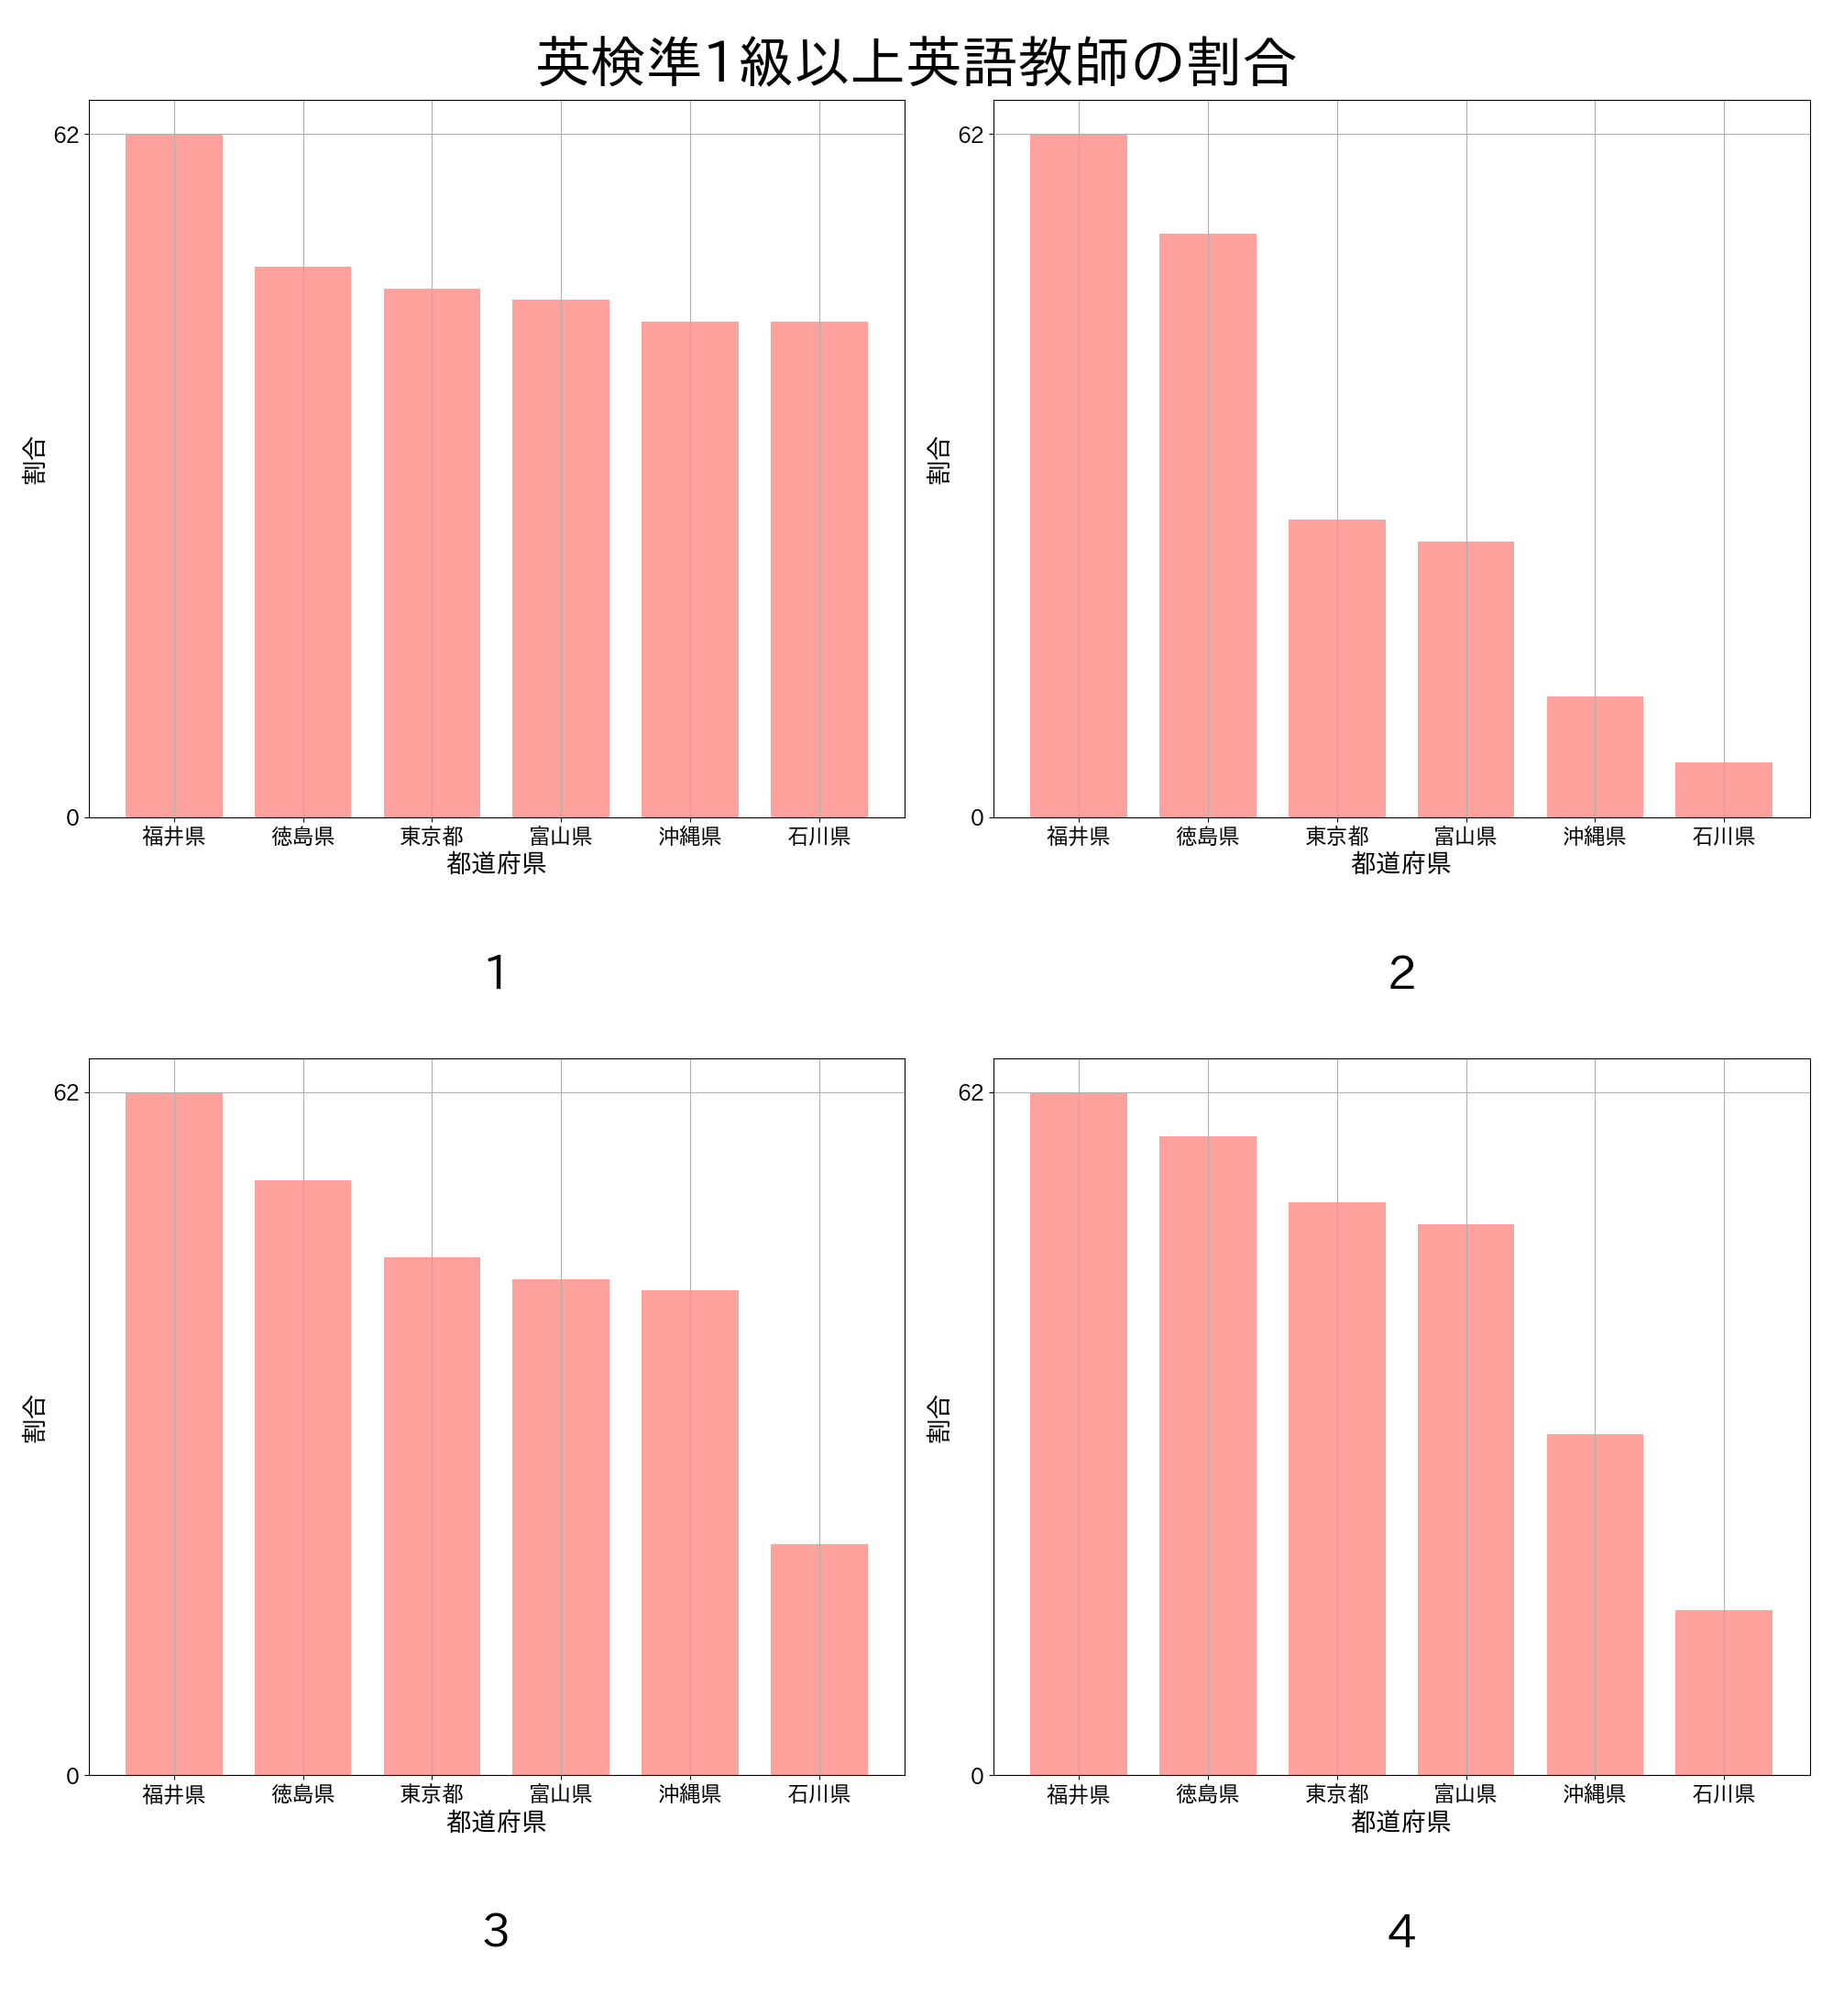 英検準1級以上英語教師の割合
62
0
割合
福井県 徳島県 東京都 富山県 沖縄県 石川県
都道府県
1
62
0
割合
福井県 徳島県 東京都 富山県 沖縄県 石川県
都道府県
2
62
0
割合
福井県 徳島県 東京都 富山県 沖縄県 石川県
都道府県
3
62
0
割合
福井県 徳島県 東京都 富山県 沖縄県 石川県
都道府県
4